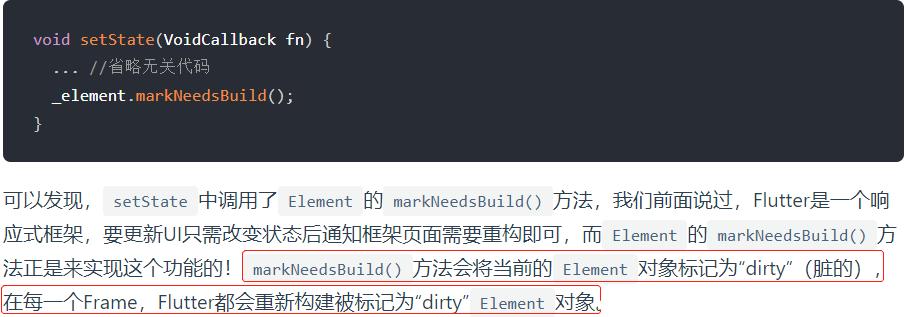 void setState(VoidCallback fn) {
... //省略无关代码
_element.markNeedsBuild();
}
可以发现，setState 中调用了 Element 的 markNeedsBuild() 方法，我们前面说过，Flutter是一个响
应式框架，要更新UI只需改变状态后通知框架页面需要重构即可，而 Element 的 markNeedsBuild() 方
法正是来实现这个功能的！markNeedsBuild() 方法会将当前的 Element 对象标记为“dirty”（脏的），
在每一个Frame，Flutter都会重新构建被标记为“dirty” Element 对象。